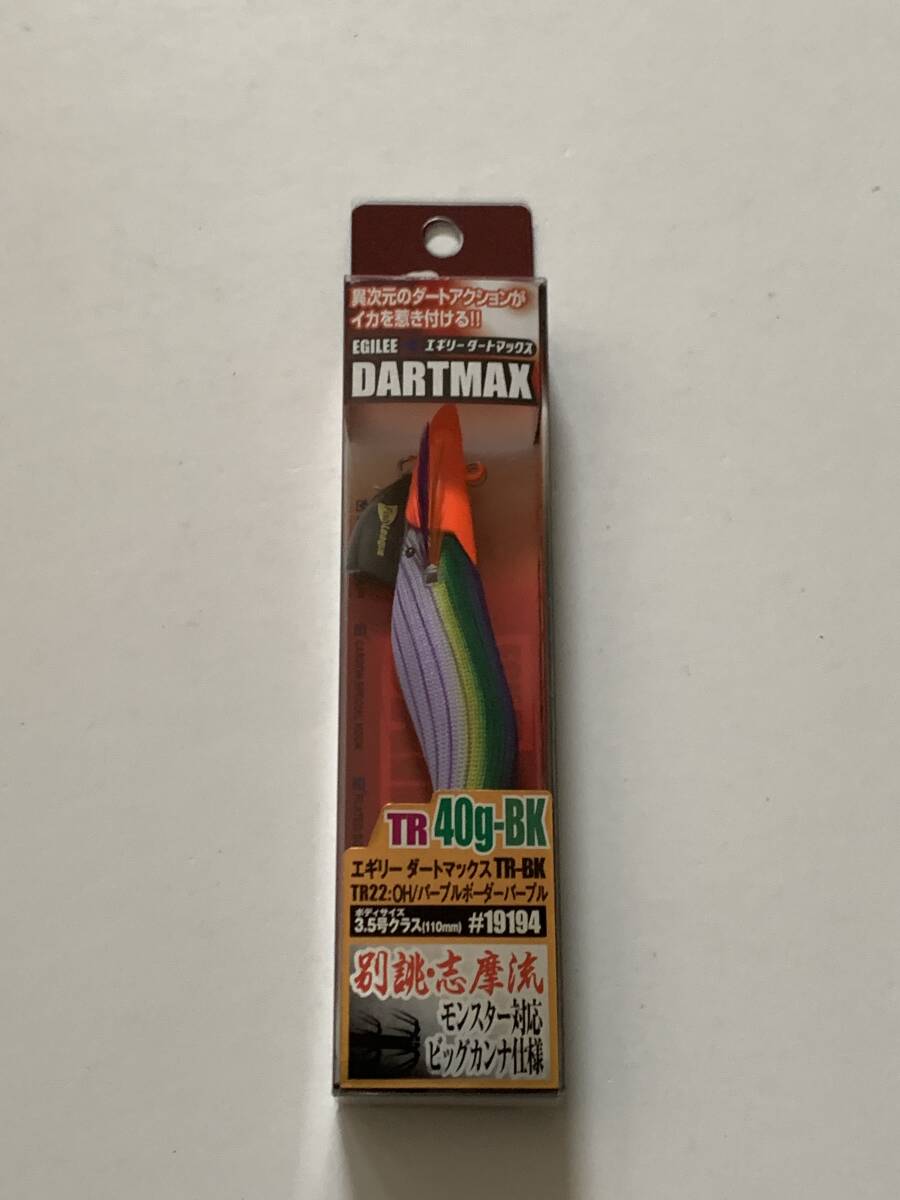 異次元のダートアクションが
イカを惹き付ける!!
EGILEE エギリーダートマックス
DARTMAX
FishLeague
TR 40g-BK
エギリー ダートマックス TR-BK
TR22:OH/パープルボーダーパープル
ボディサイズ
3.5号クラス(110mm) #19194
別誂・志摩流
モンスター対応
ビッグカンナ仕様